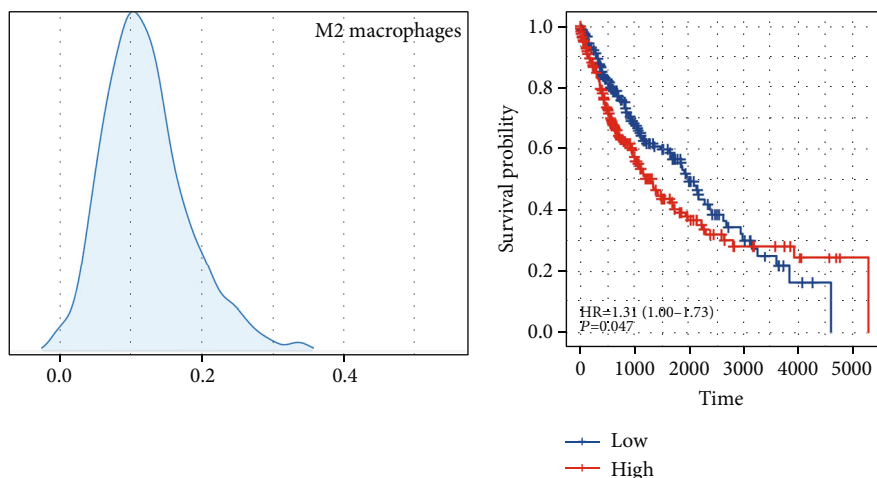 M2 macrophages
0.0
0.2
0.4
Survival probility
1.0
0.8
0.6
0.4
0.2
0.0
HR=1.31 (1.00–1.73)
P=0.047
0 1000 2000 3000 4000 5000
Time
Low
High